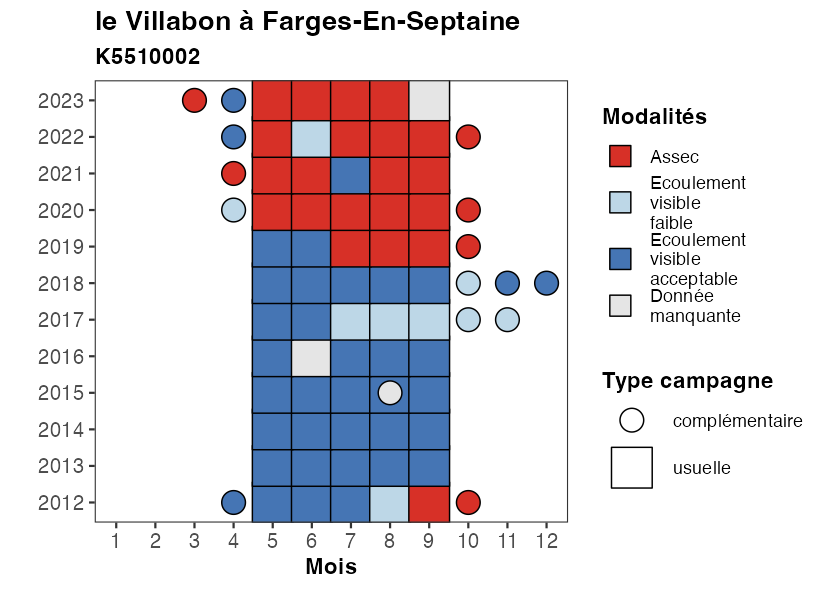 le Villabon à Farges-En-Septaine
K5510002
2023
2022
2021
2020
2019
2018
2017
2016
2015
2014
2013
2012
1 2 3 4 5 6 7 8 9 10 11 12
Mois
Modalités
Assec
Ecoulement
visible
faible
Ecoulement
visible
acceptable
Donnée
manquante
Type campagne
complémentaire
usuelle